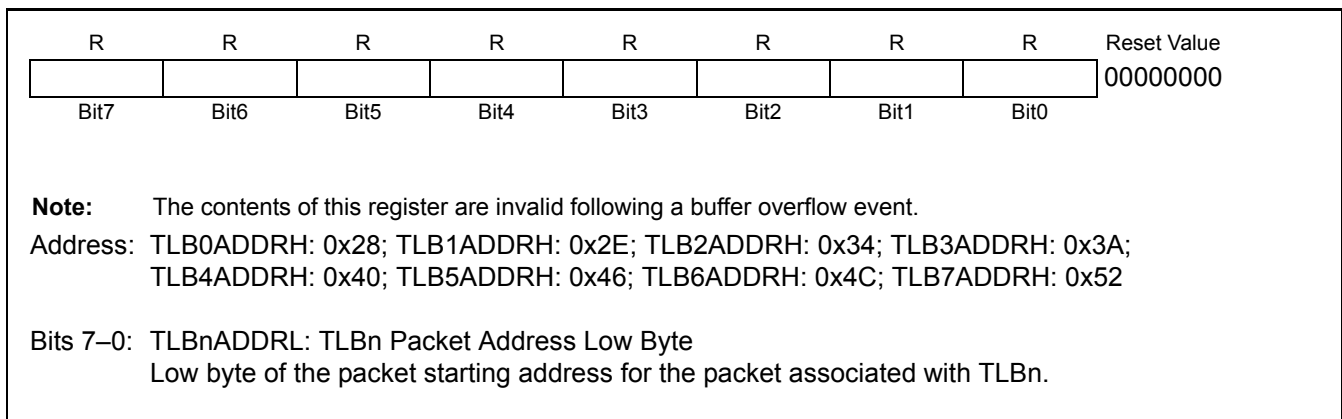 R R R R R R R R Reset Value
00000000
Bit7 Bit6 Bit5 Bit4 Bit3 Bit2 Bit1 Bit0
Note: The contents of this register are invalid following a buffer overflow event.
Address: TLB0ADDRH: 0x28; TLB1ADDRH: 0x2E; TLB2ADDRH: 0x34; TLB3ADDRH: 0x3A;
TLB4ADDRH: 0x40; TLB5ADDRH: 0x46; TLB6ADDRH: 0x4C; TLB7ADDRH: 0x52
Bits 7–0: TLBnADDRL: TLBn Packet Address Low Byte
Low byte of the packet starting address for the packet associated with TLBn.